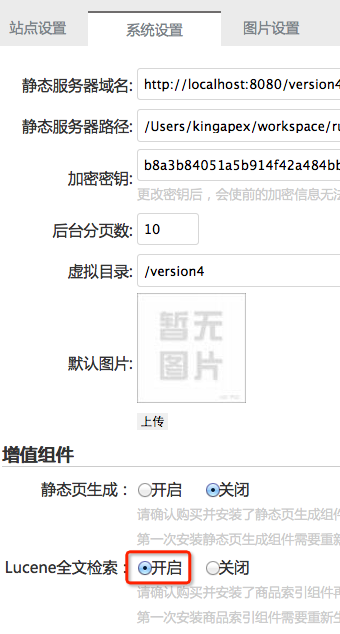 站点设置 系统设置 图片设置
静态服务器域名: http://localhost:8080/version4
静态服务器路径: /Users/kingapex/workspace/ru
加密密钥: b8a3b84051a5b914f42a484bb
更改密钥后，会使前的加密信息无法
后台分页数: 10
虚拟目录: /version4
暂无
图片
默认图片:
上传
增值组件
静态页生成： 开启 关闭
请确认购买并安装了静态页生成组件
第一次安装静态页生成组件需要重新
Lucene全文检索： 开启 关闭
请确认购买并安装了商品索引组件再
第一次安装商品索引组件需要重新生